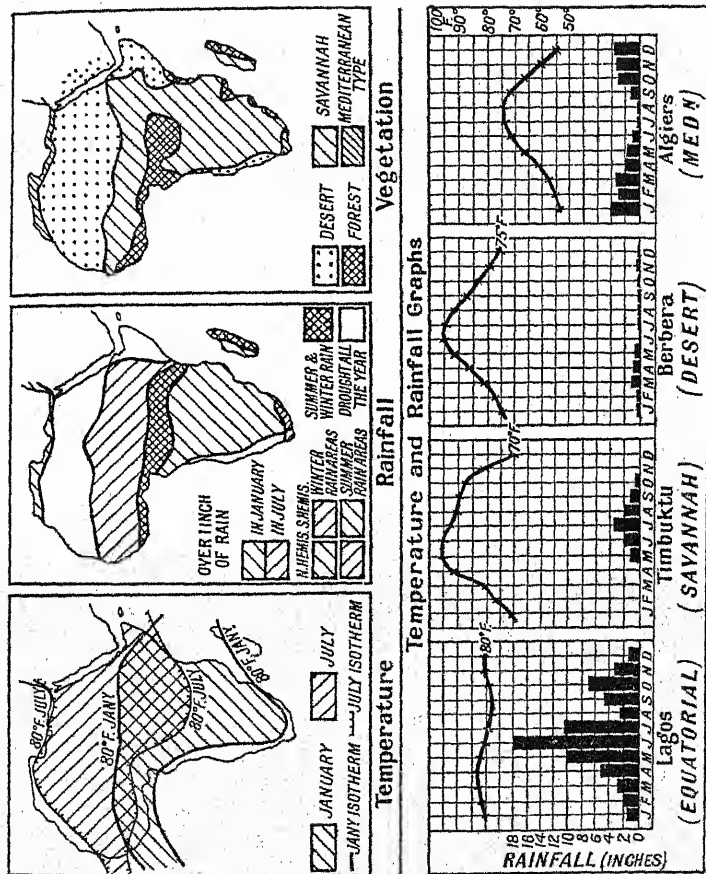 80°F. JULY
80°F. JANY
80°F. JULY
80°F. JANY
JANUARY
JULY
JANY ISOTHERM
JULY ISOTHERM
Temperature
OVER 1 INCH
OF RAIN
IN JANUARY
IN JULY
N.HEMIS. S.HEMIS.
WINTER
RAIN AREAS
SUMMER
RAIN AREAS
SUMMER &
WINTER RAIN
DROUGHT ALL
THE YEAR
Rainfall
DESERT
FOREST
SAVANNAH
MEDITERRANEAN
TYPE
Vegetation
Temperature and Rainfall Graphs
80°F.
70°F.
75°F.
100°
F.
90°
80°
70°
60°
50°
18
16
14
12
10
8
6
4
2
0
RAINFALL (INCHES)
J F M A M J J A S O N D
Lagos
(EQUATORIAL)
J F M A M J J A S O N D
Timbuktu
(SAVANNAH)
J F M A M J J A S O N D
Berbera
(DESERT)
J F M A M J J A S O N D
Algiers
(MEDN)